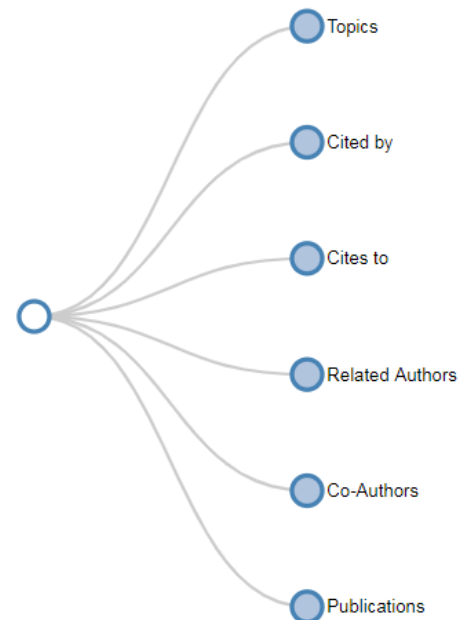 Topics
Cited by
Cites to
Related Authors
Co-Authors
Publications